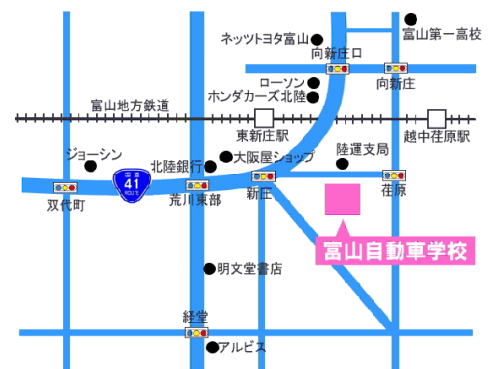 富山第一高校
ネッツトヨタ富山
向新庄口
向新庄
ローソン
ホンダカーズ北陸
富山地方鉄道
東新庄駅
越中荏原駅
ジョーシン
北陸銀行
大阪屋ショップ
陸運支局
国道
41
ROUTE
双代町
荒川東部
新庄
荏原
富山自動車学校
明文堂書店
経堂
アルビス